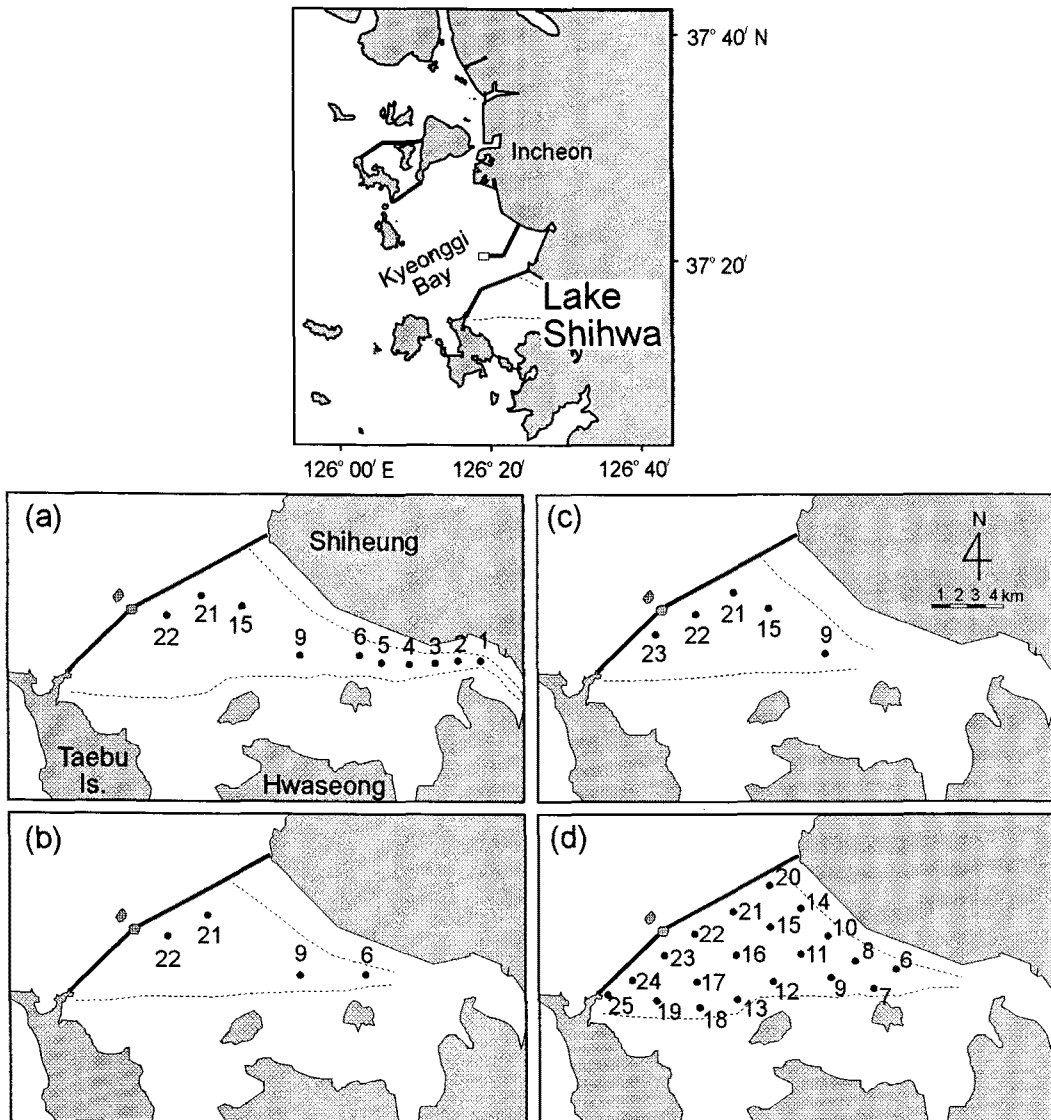 37° 40′ N
Incheon
Kyeonggi
Bay
37° 20′
Lake
Shihwa
126° 00′ E
126° 20′
126° 40′
(a)
Shiheung
21
22
15
9
6
5
4
3
2
1
Taebu
Is.
Hwaseong
(c)
N
1 2 3 4 km
21
22
15
23
9
(b)
21
22
9
6
(d)
20
14
21
15
10
22
16
11
8
6
23
24
17
12
9
7
25
19
18
13